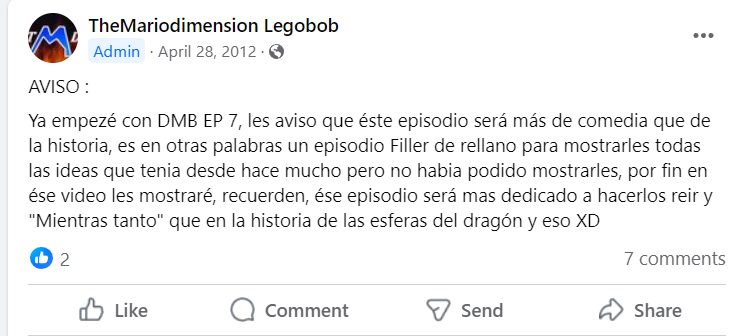 TheMariodimension Legobob
Admin · April 28, 2012 ·
AVISO :
Ya empezé con DMB EP 7, les aviso que éste episodio será más de comedia que de
la historia, es en otras palabras un episodio Filler de rellano para mostrarles todas
las ideas que tenia desde hace mucho pero no habia podido mostrarles, por fin en
ése video les mostraré, recuerden, ése episodio será mas dedicado a hacerlos reir y
"Mientras tanto" que en la historia de las esferas del dragón y eso XD
2
7 comments
Like
Comment
Send
Share